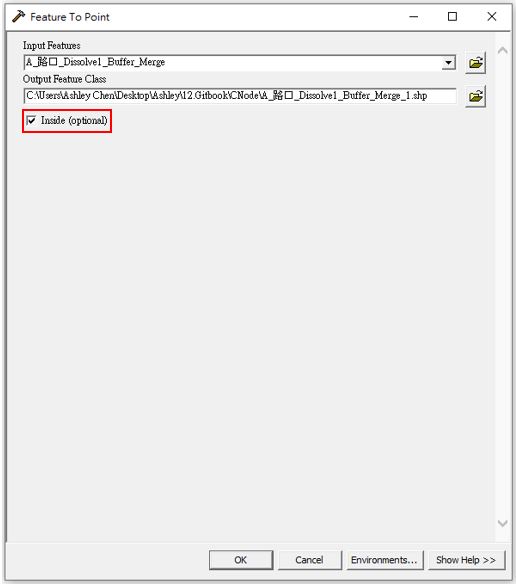 Feature To Point
Input Features
A_路口_Dissolve1_Buffer_Merge
Output Feature Class
C:\Users\Ashley Chen\Desktop\Ashley\12.Gitbook\CNode\A_路口_Dissolve1_Buffer_Merge_1.shp
Inside (optional)
OK Cancel Environments... Show Help >>